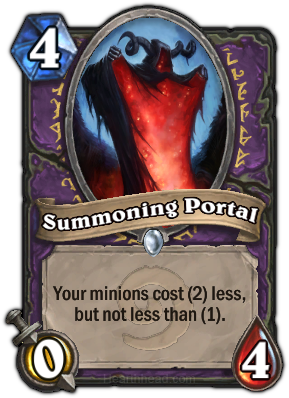 4
Summoning Portal
Your minions cost (2) less,
but not less than (1).
0
4